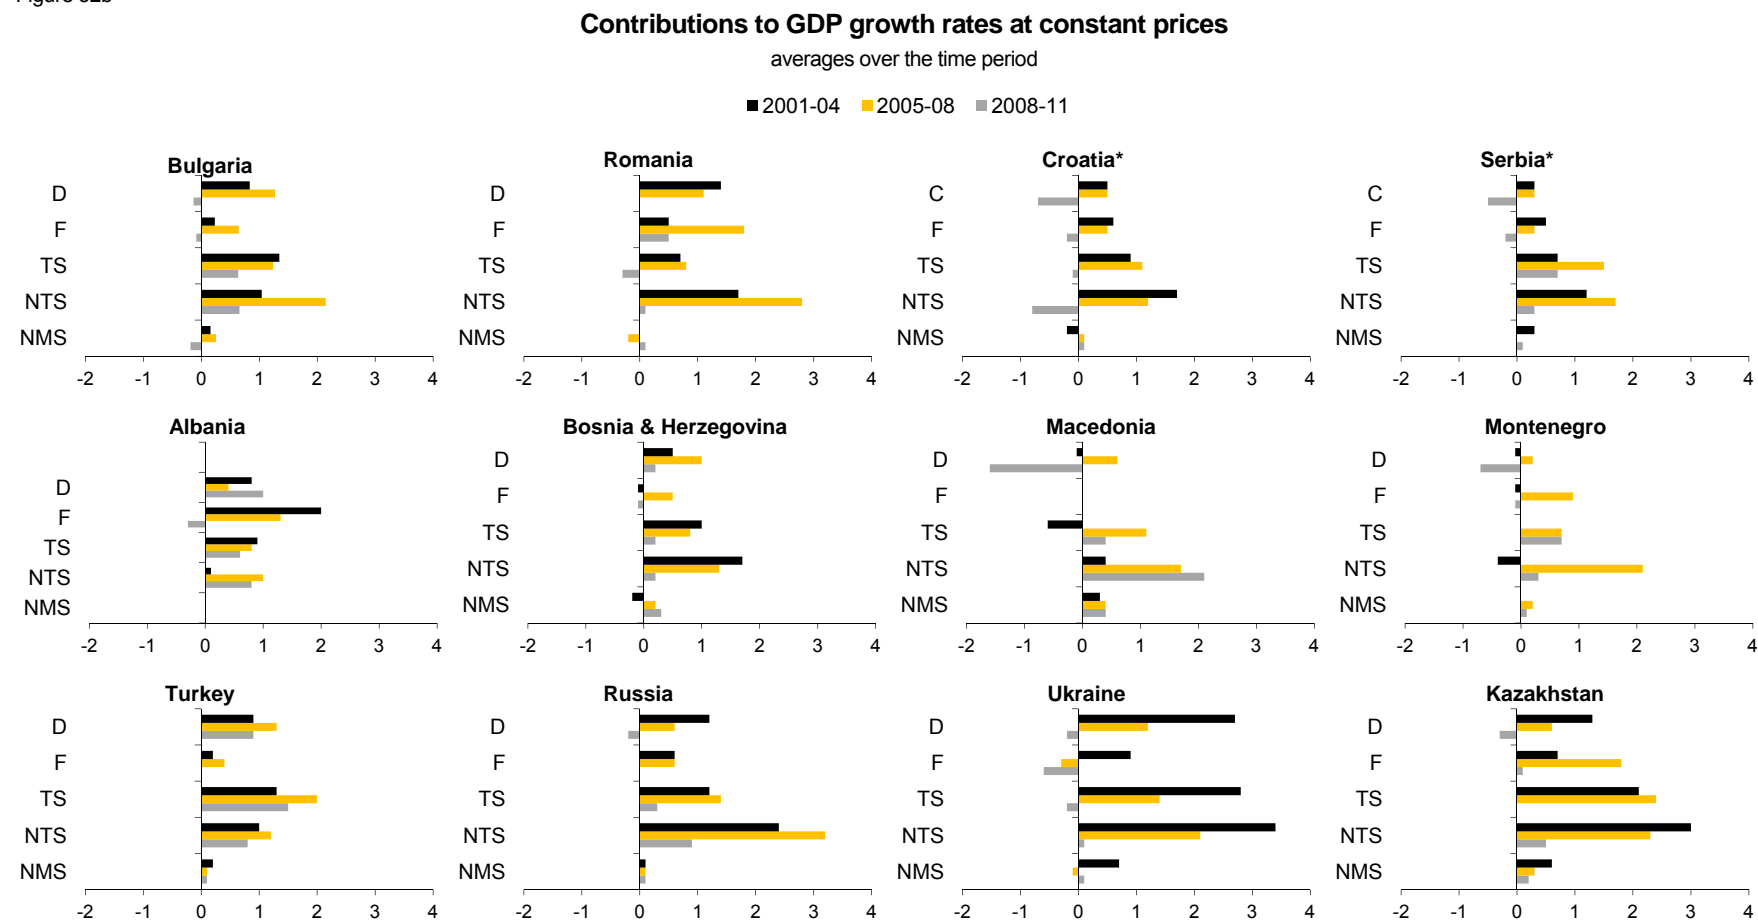 Contributions to GDP growth rates at constant prices
averages over the time period
2001-04 2005-08 2008-11
Bulgaria
D
F
TS
NTS
NMS
-2 -1 0 1 2 3 4
Romania
D
F
TS
NTS
NMS
-2 -1 0 1 2 3 4
Croatia*
C
F
TS
NTS
NMS
-2 -1 0 1 2 3 4
Serbia*
C
F
TS
NTS
NMS
-2 -1 0 1 2 3 4
Albania
D
F
TS
NTS
NMS
-2 -1 0 1 2 3 4
Bosnia & Herzegovina
D
F
TS
NTS
NMS
-2 -1 0 1 2 3 4
Macedonia
D
F
TS
NTS
NMS
-2 -1 0 1 2 3 4
Montenegro
D
F
TS
NTS
NMS
-2 -1 0 1 2 3 4
Turkey
D
F
TS
NTS
NMS
-2 -1 0 1 2 3 4
Russia
D
F
TS
NTS
NMS
-2 -1 0 1 2 3 4
Ukraine
D
F
TS
NTS
NMS
-2 -1 0 1 2 3 4
Kazakhstan
D
F
TS
NTS
NMS
-2 -1 0 1 2 3 4